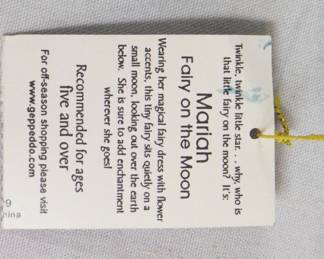 Twinkle, twinkle little star. . . why, who is
that little fairy on the moon? It's:
Mariah
Fairy on the Moon
Wearing her magical fairy dress with flower
accents, this tiny fairy sits quietly on a
small moon, looking out over the earth
below. She is sure to add enchantment
wherever she goes!
Recommended for ages
five and over
For off-season shopping please visit
www.geppeddo.com